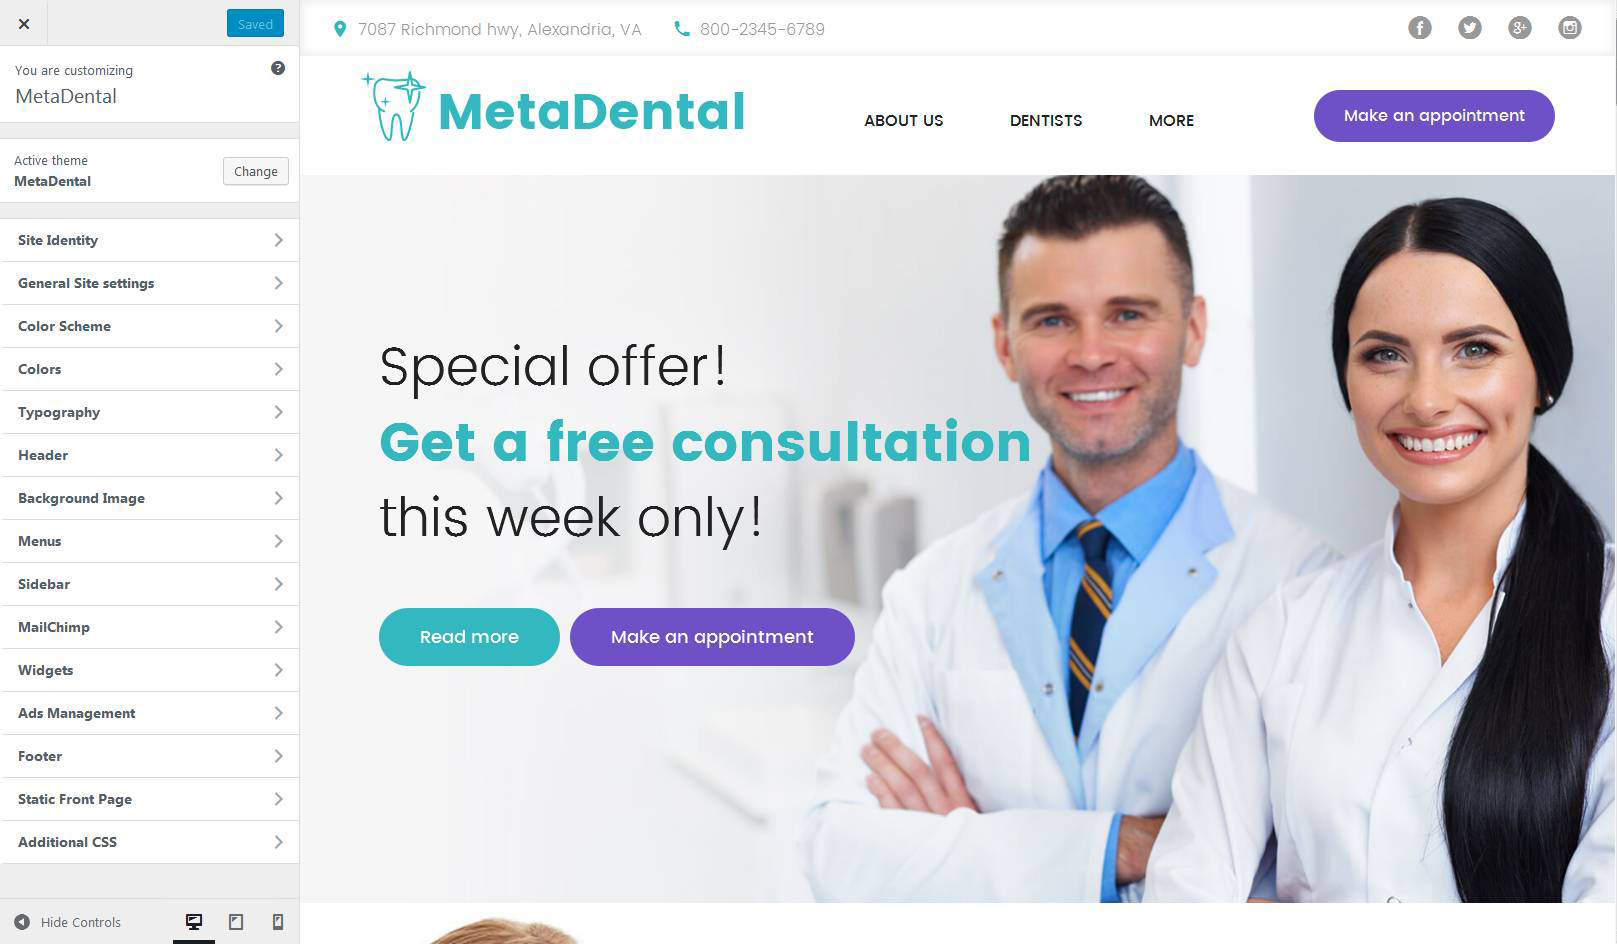 Saved
You are customizing
MetaDental
Active theme
MetaDental
Change
Site Identity
General Site settings
Color Scheme
Colors
Typography
Header
Background Image
Menus
Sidebar
MailChimp
Widgets
Ads Management
Footer
Static Front Page
Additional CSS
Hide Controls
7087 Richmond hwy, Alexandria, VA
800-2345-6789
MetaDental
ABOUT US
DENTISTS
MORE
Make an appointment
Special offer!
Get a free consultation
this week only!
Read more
Make an appointment